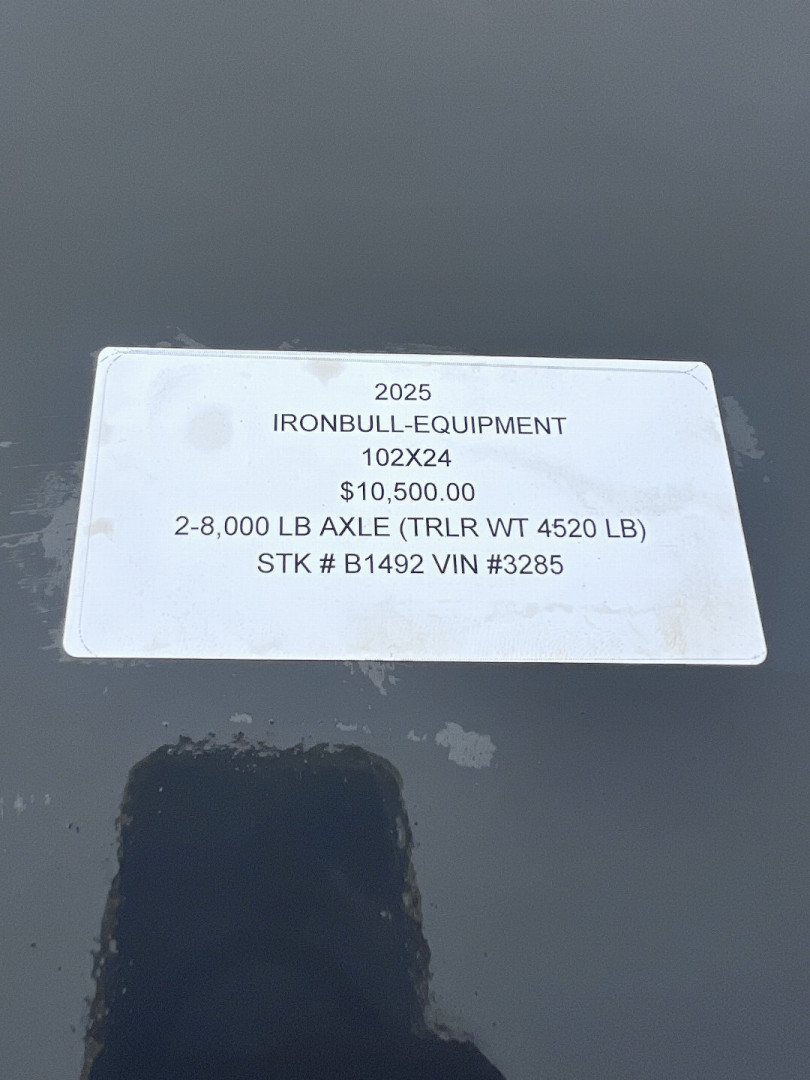 2025
IRONBULL-EQUIPMENT
102X24
$10,500.00
2-8,000 LB AXLE (TRLR WT 4520 LB)
STK # B1492 VIN #3285